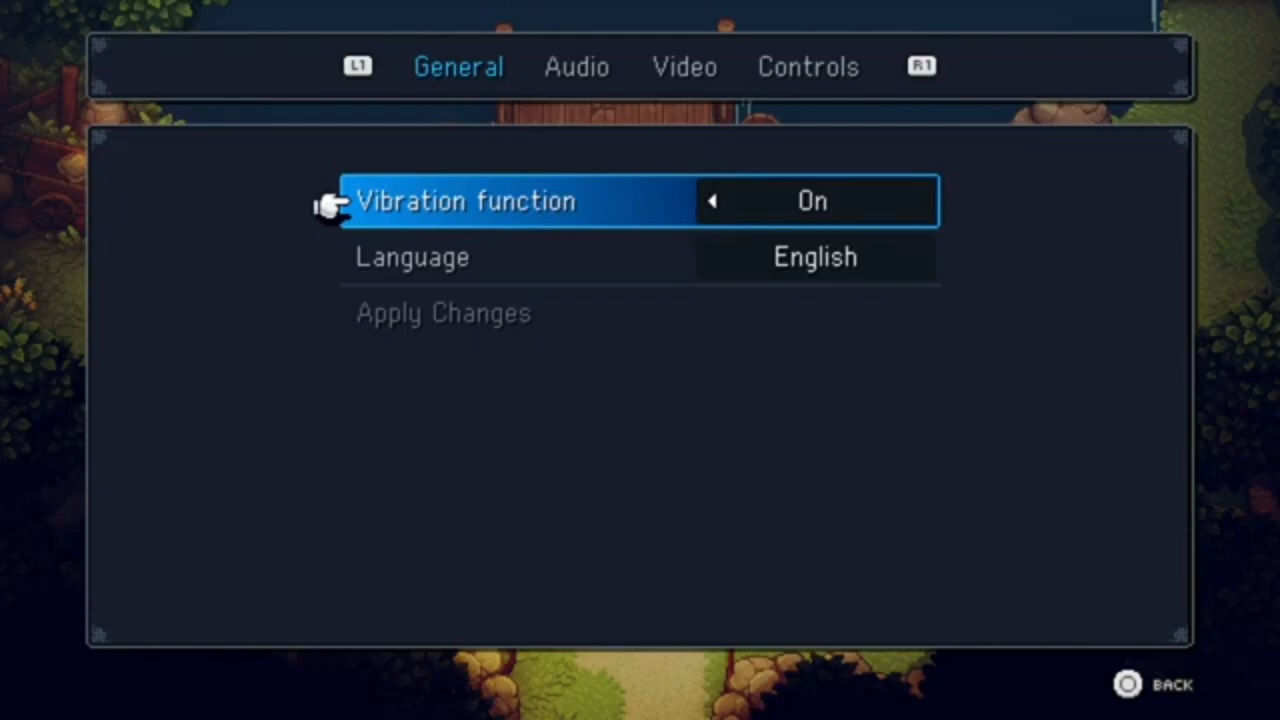 L1 General Audio Video Controls R1
Vibration function On
Language English
Apply Changes
BACK